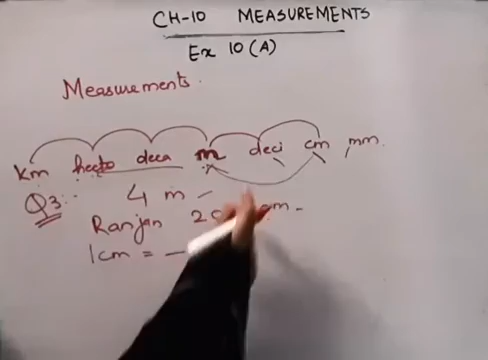 CH-10 MEASUREMENTS
Ex 10 (A)
Measurements.
km hecto deca m deci cm mm.
Q3:. 4 m -
Ranjan
1cm = —